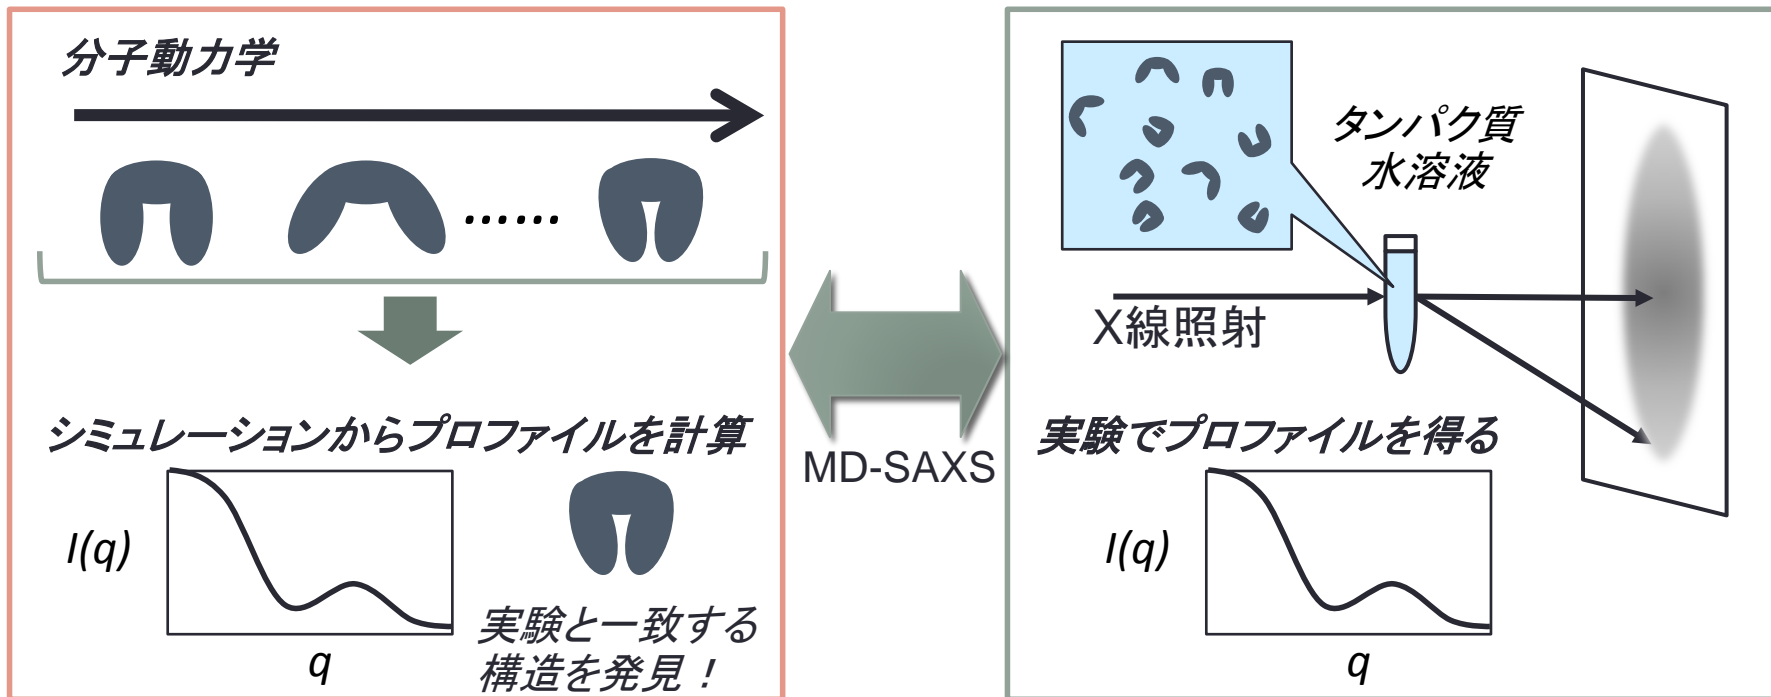 分子動力学
......
シミュレーションからプロファイルを計算
I(q)
q
実験と一致する
構造を発見！
MD-SAXS
タンパク質
水溶液
X線照射
実験でプロファイルを得る
I(q)
q